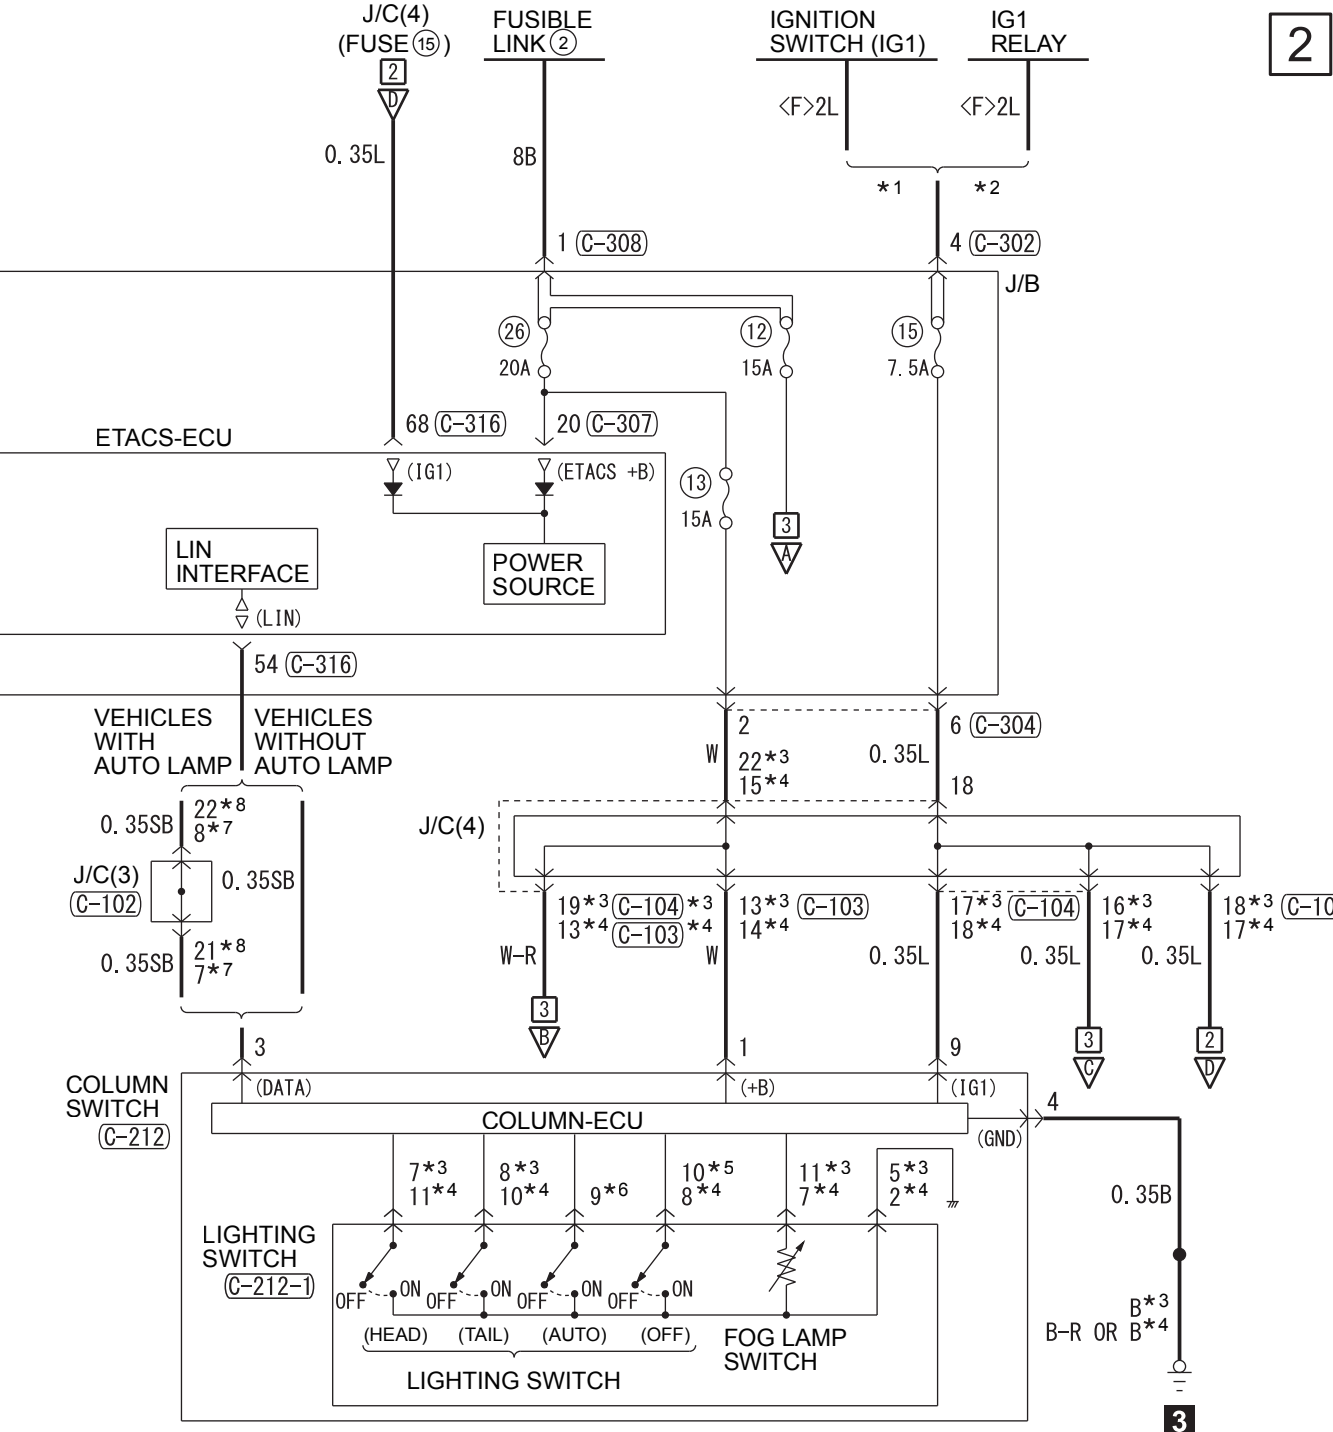 J/C(4)
(FUSE⑮)
2
D
0.35L
FUSIBLE
LINK②
8B
IGNITION
SWITCH (IG1)
<F>2L
IG1
RELAY
<F>2L
2
*1
*2
1 C-308
4 C-302
J/B
26
20A
12
15A
15
7.5A
68 C-316
20 C-307
ETACS-ECU
(IG1)
(ETACS +B)
13
15A
3
A
LIN
INTERFACE
POWER
SOURCE
(LIN)
54 C-316
VEHICLES
WITH
AUTO LAMP
VEHICLES
WITHOUT
AUTO LAMP
2
W
22*3
15*4
6 C-304
0.35L
18
0.35SB
22*8
8*7
J/C(4)
J/C(3)
C-102
0.35SB
0.35SB
21*8
7*7
19*3 C-104 *3
13*4 C-103 *4
13*3 C-103
14*4
17*3 C-104
18*4
16*3
17*4
18*3 C-10
17*4
W-R
W
0.35L
0.35L
0.35L
3
B
3
C
2
D
3
1
9
COLUMN
SWITCH
C-212
(DATA)
(+B)
(IG1)
COLUMN-ECU
4
(GND)
0.35B
7*3
11*4
8*3
10*4
9*6
10*5
8*4
11*3
7*4
5*3
2*4
LIGHTING
SWITCH
C-212-1
OFF ON
OFF ON
OFF ON
OFF ON
(HEAD) (TAIL) (AUTO) (OFF)
LIGHTING SWITCH
FOG LAMP
SWITCH
B*3
B-R OR B*4
3